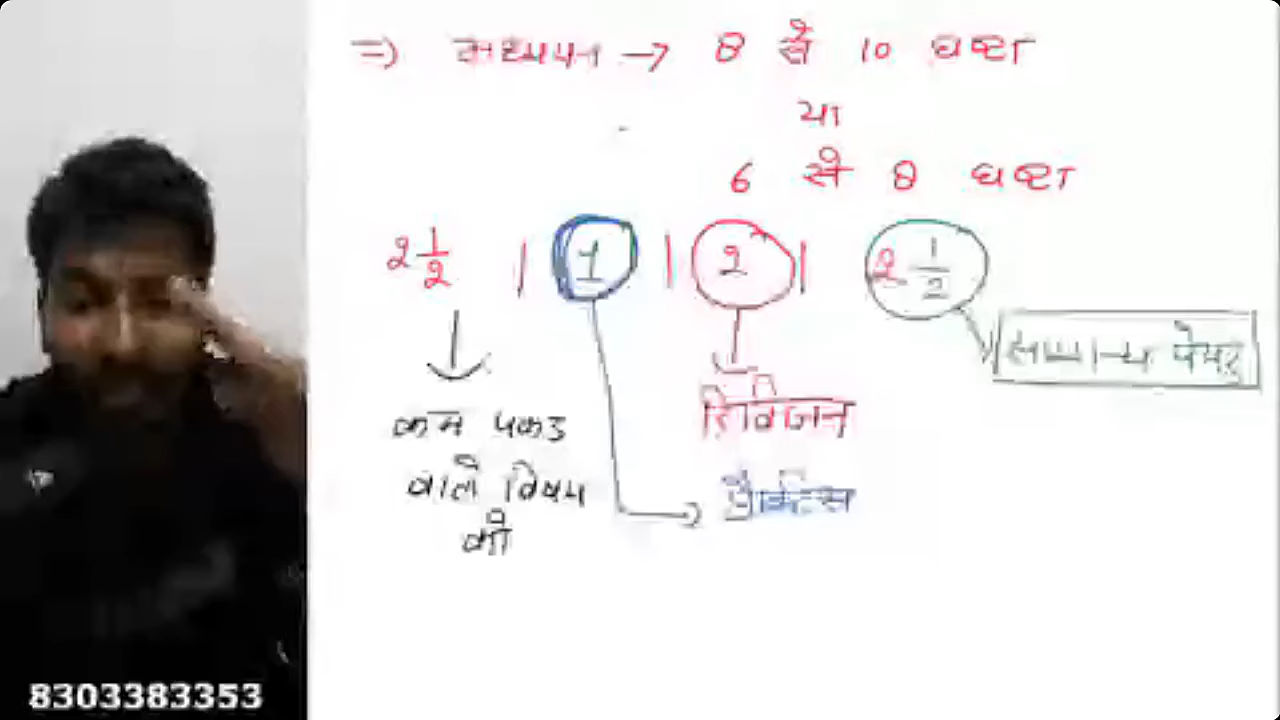 ⇒ अध्ययन → 8 से 10 घण्टा
या
6 से 8 घण्टा
2 1/2 | 1 | 2 | 2 1/2
सामान्य पेपर
कम पकड़ वाले विषय को
रिविजन
प्रैक्टिस
8303383353